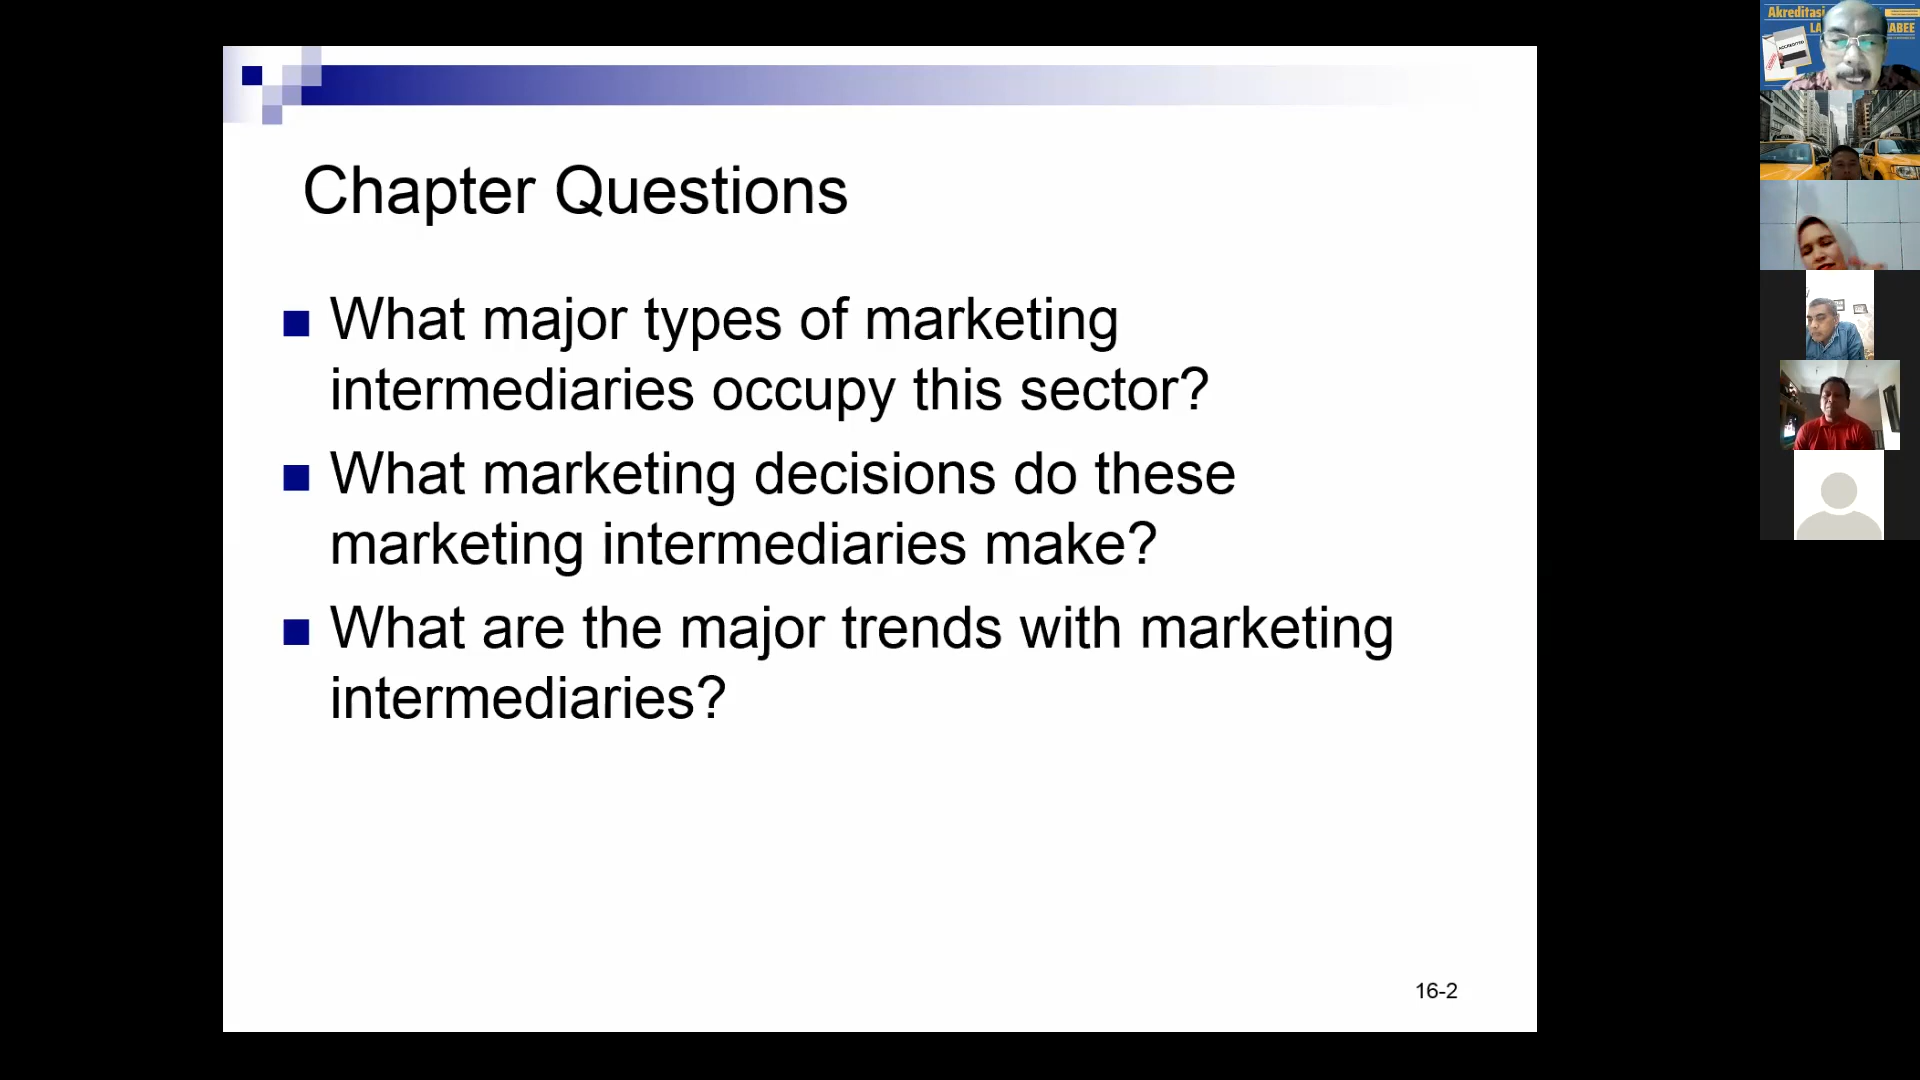 Chapter Questions
What major types of marketing
intermediaries occupy this sector?
What marketing decisions do these
marketing intermediaries make?
What are the major trends with marketing
intermediaries?
16-2
Akreditasi
ACCREDITED